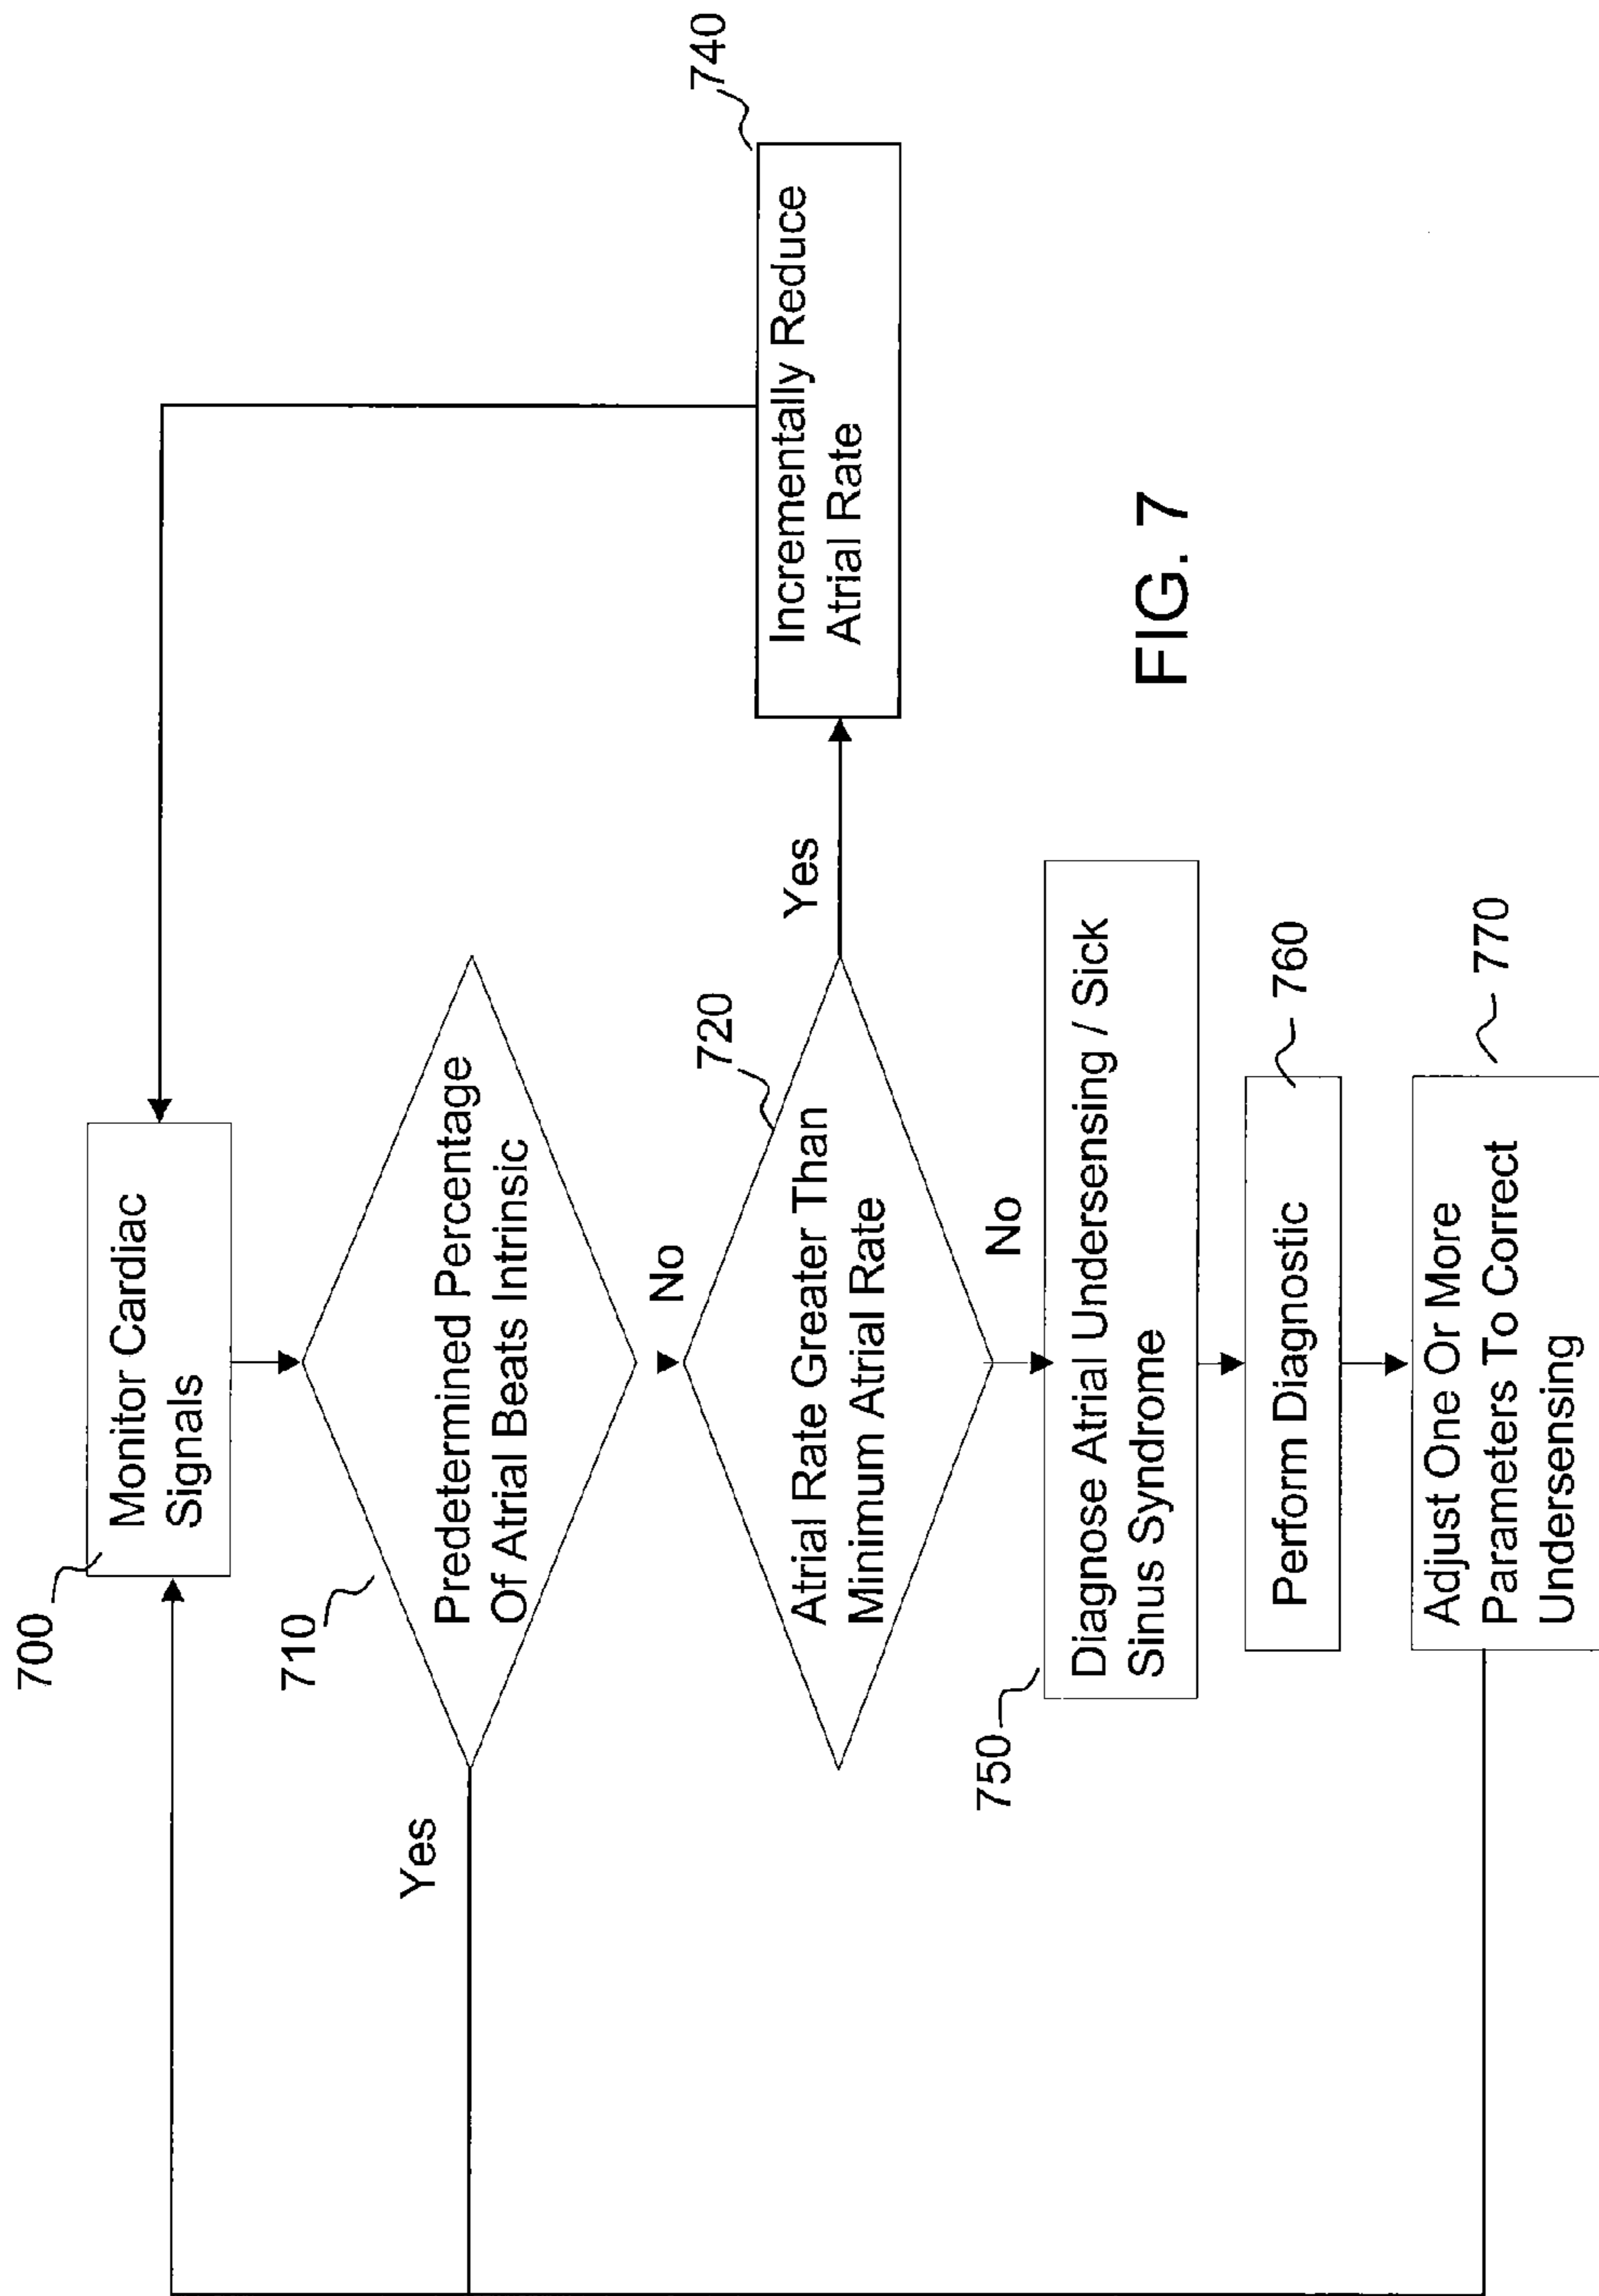 700
Monitor Cardiac
Signals
710
Predetermined Percentage
Of Atrial Beats Intrinsic
Yes
No
720
Atrial Rate Greater Than
Minimum Atrial Rate
Yes
740
Incrementally Reduce
Atrial Rate
No
750
Diagnose Atrial Undersensing / Sick
Sinus Syndrome
760
Perform Diagnostic
770
Adjust One Or More
Parameters To Correct
Undersensing
FIG. 7